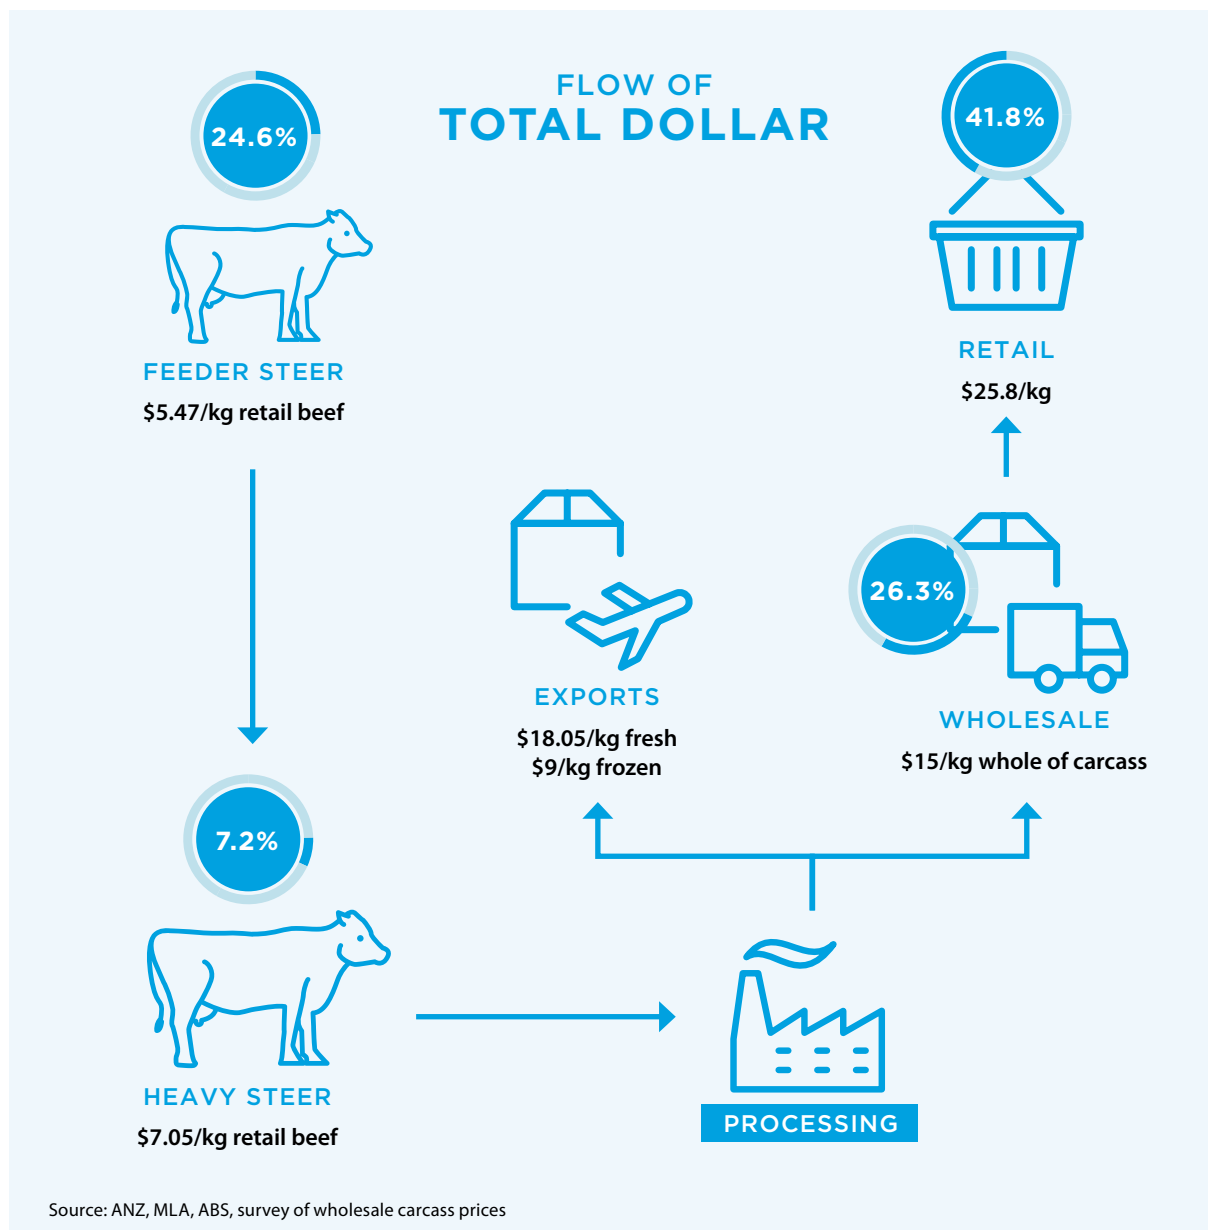 FLOW OF
TOTAL DOLLAR
24.6%
FEEDER STEER
$5.47/kg retail beef
41.8%
RETAIL
$25.8/kg
EXPORTS
$18.05/kg fresh
$9/kg frozen
26.3%
WHOLESALE
$15/kg whole of carcass
7.2%
HEAVY STEER
$7.05/kg retail beef
PROCESSING
Source: ANZ, MLA, ABS, survey of wholesale carcass prices